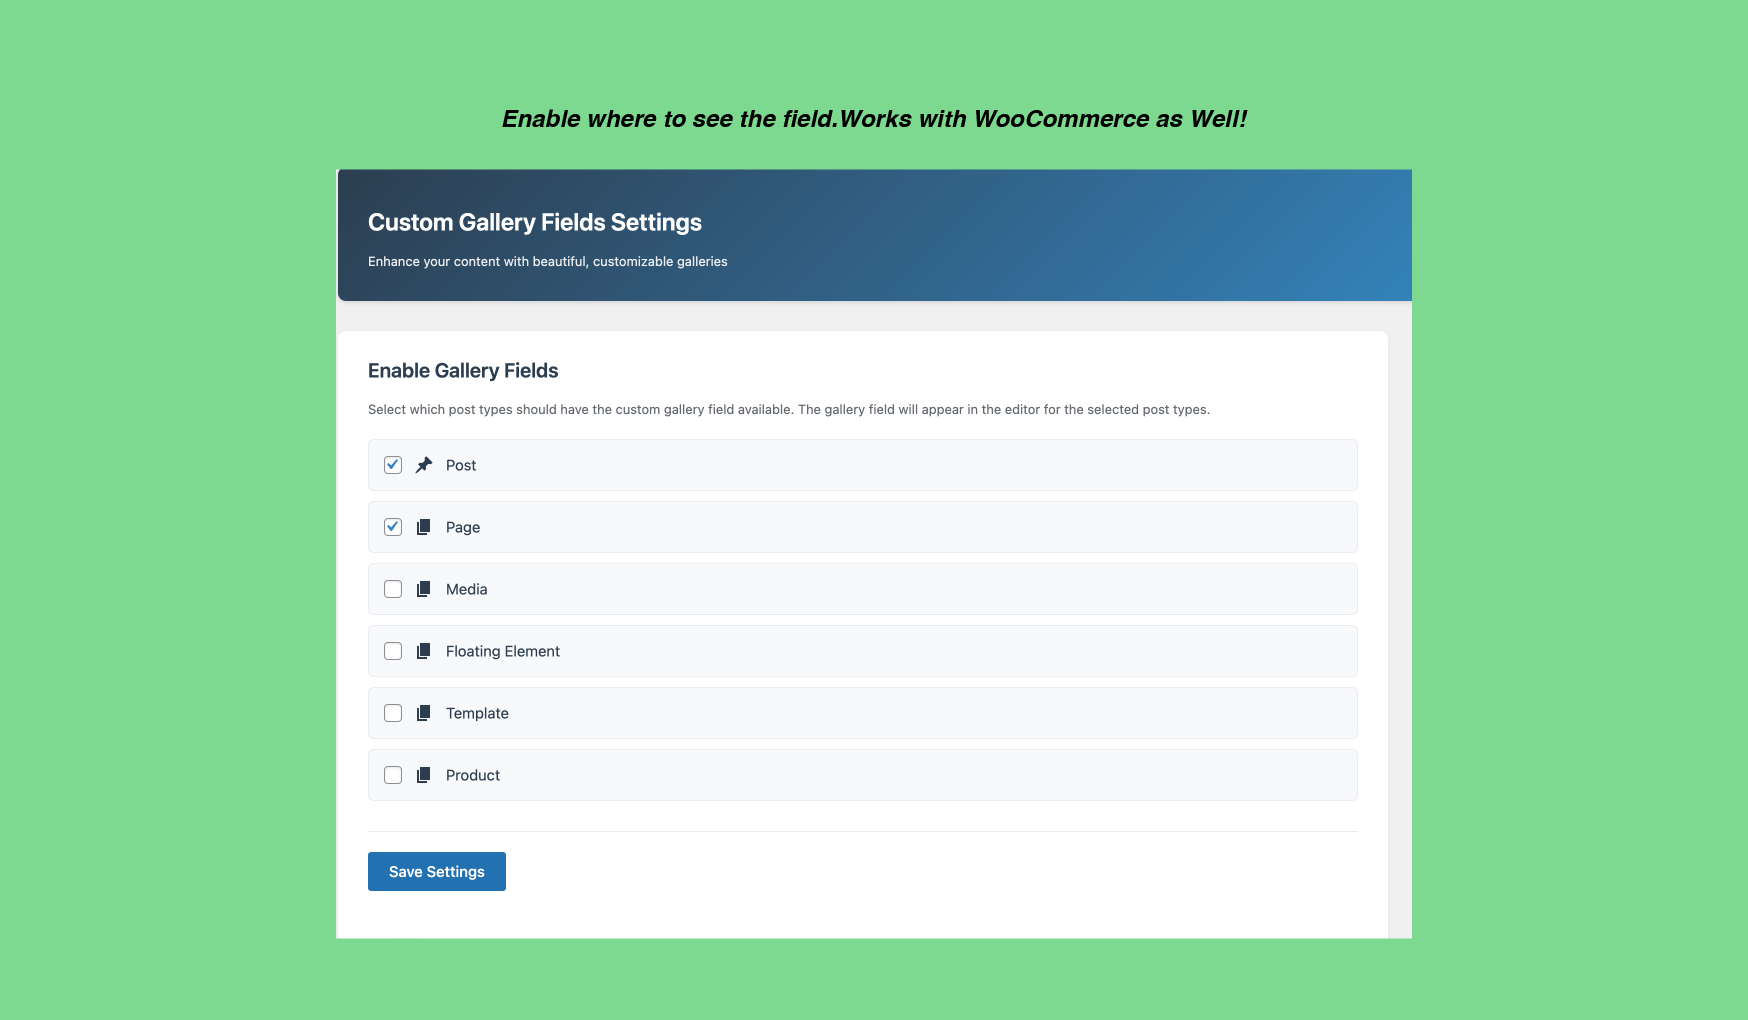 Enable where to see the field.Works with WooCommerce as Well!
Custom Gallery Fields Settings
Enhance your content with beautiful, customizable galleries
Enable Gallery Fields
Select which post types should have the custom gallery field available. The gallery field will appear in the editor for the selected post types.
Post
Page
Media
Floating Element
Template
Product
Save Settings